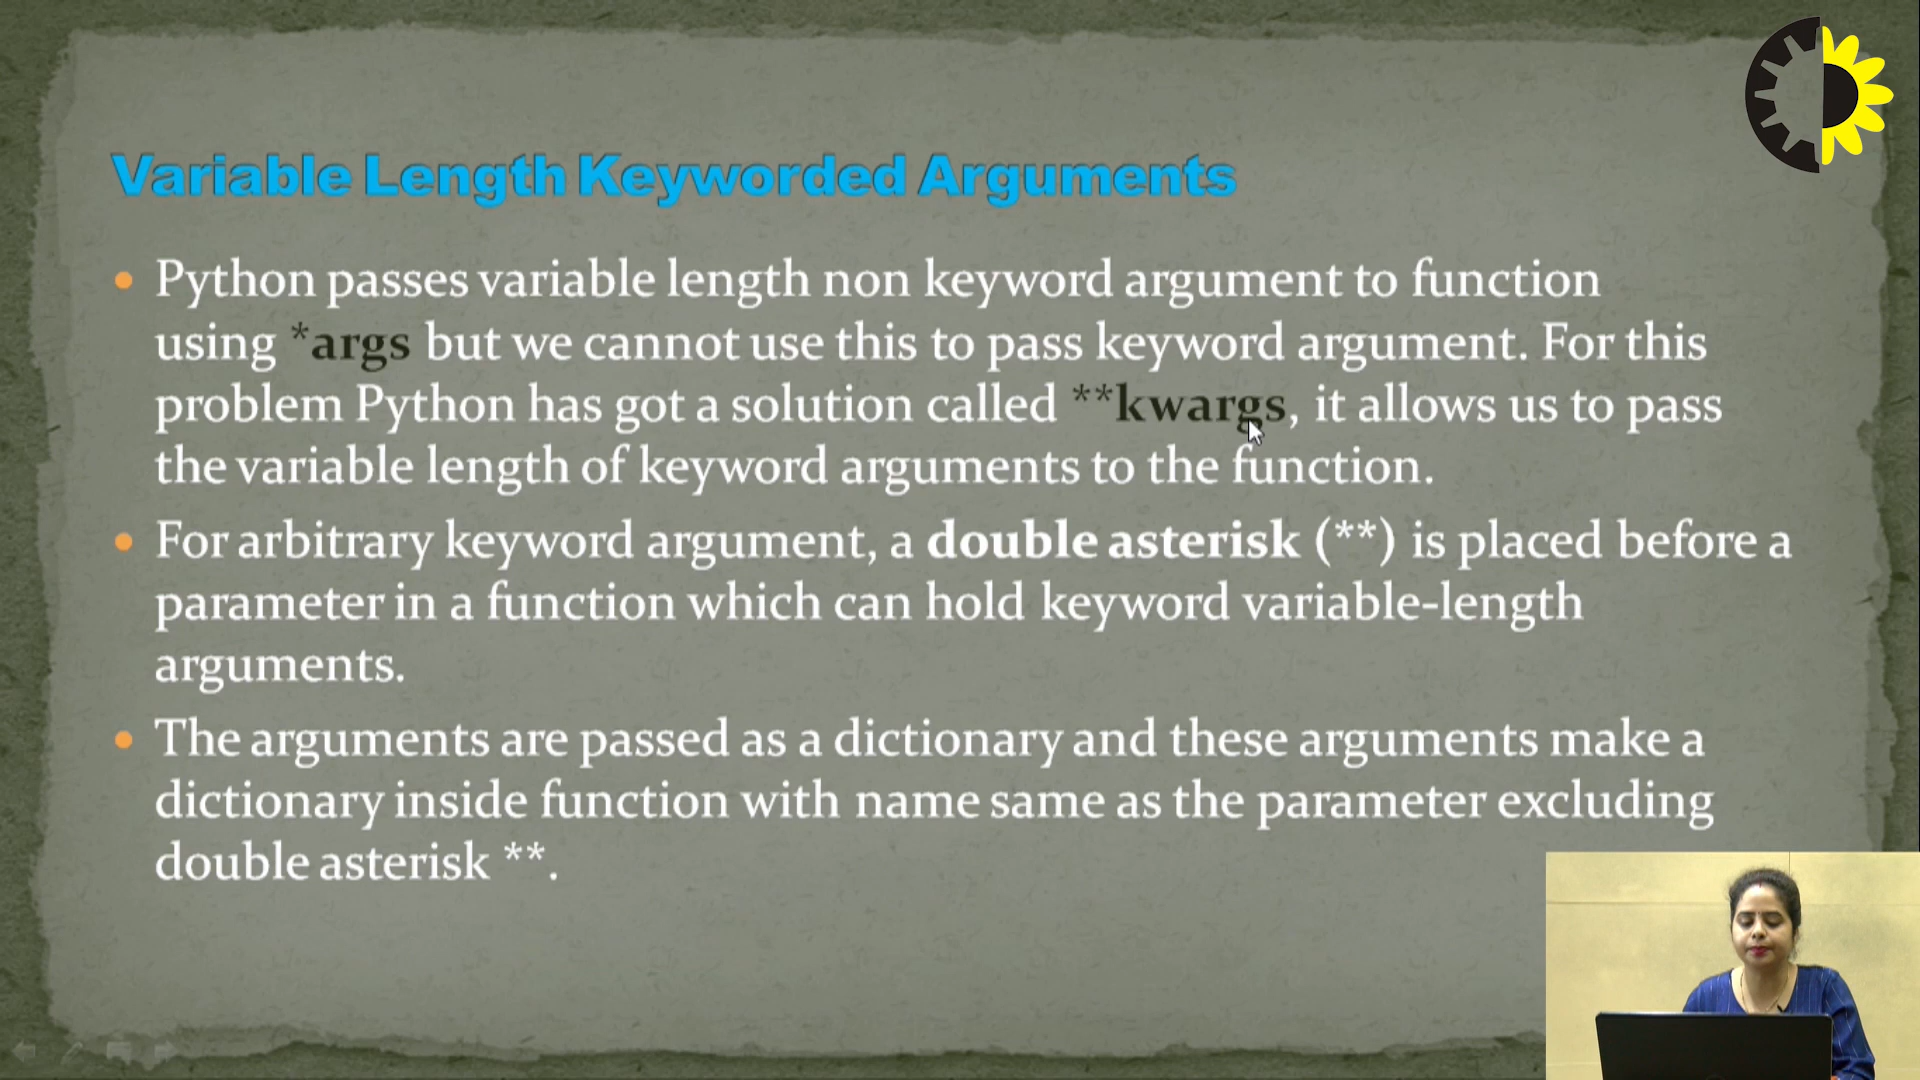 Variable Length Keyworded Arguments
• Python passes variable length non keyword argument to function
using *args but we cannot use this to pass keyword argument. For this
problem Python has got a solution called **kwargs, it allows us to pass
the variable length of keyword arguments to the function.
• For arbitrary keyword argument, a double asterisk (**) is placed before a
parameter in a function which can hold keyword variable-length
arguments.
• The arguments are passed as a dictionary and these arguments make a
dictionary inside function with name same as the parameter excluding
double asterisk **.